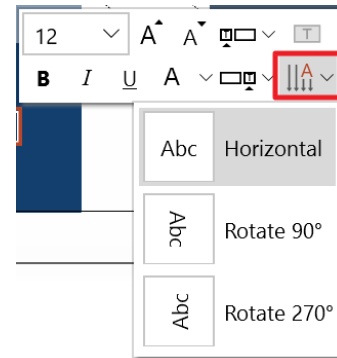 12 A A T T
B I U A T A
Abc Horizontal
Abc Rotate 90°
Abc Rotate 270°